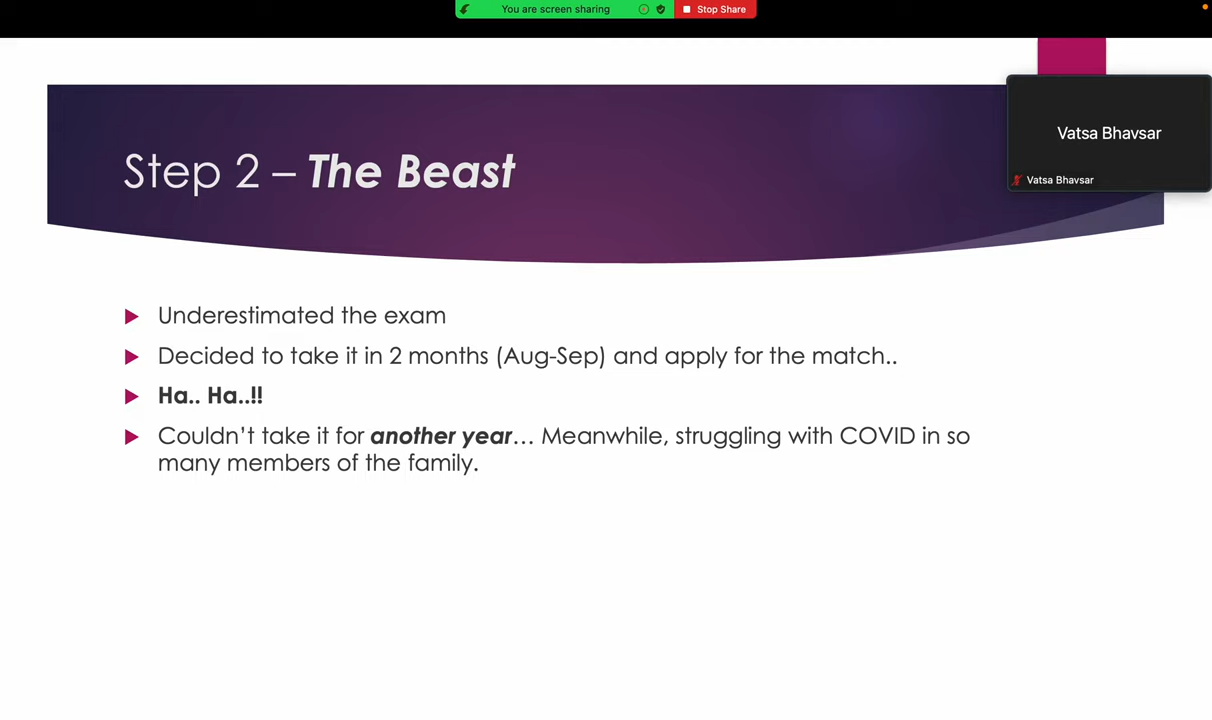 You are screen sharing
Stop Share
Vatsa Bhavsar
Vatsa Bhavsar
Step 2 – The Beast
Underestimated the exam
Decided to take it in 2 months (Aug-Sep) and apply for the match..
Ha.. Ha..!!
Couldn’t take it for another year… Meanwhile, struggling with COVID in so
many members of the family.